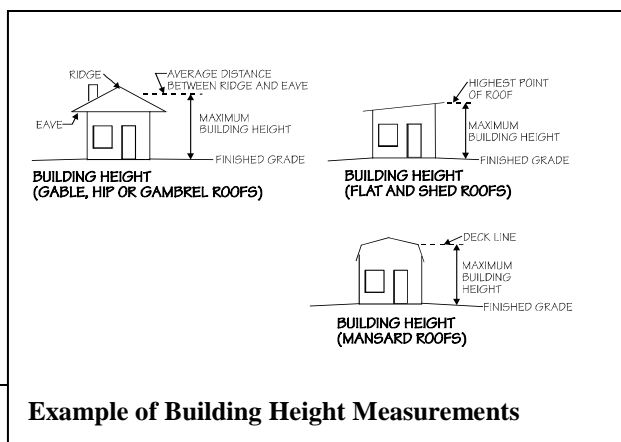 RIDGE
AVERAGE DISTANCE
BETWEEN RIDGE AND EAVE
EAVE
MAXIMUM
BUILDING HEIGHT
FINISHED GRADE
BUILDING HEIGHT
(GABLE, HIP OR GAMBREL ROOFS)
HIGHEST POINT
OF ROOF
MAXIMUM
BUILDING HEIGHT
FINISHED GRADE
BUILDING HEIGHT
(FLAT AND SHED ROOFS)
DECK LINE
MAXIMUM
BUILDING
HEIGHT
FINISHED GRADE
BUILDING HEIGHT
(MANSARD ROOFS)
Example of Building Height Measurements